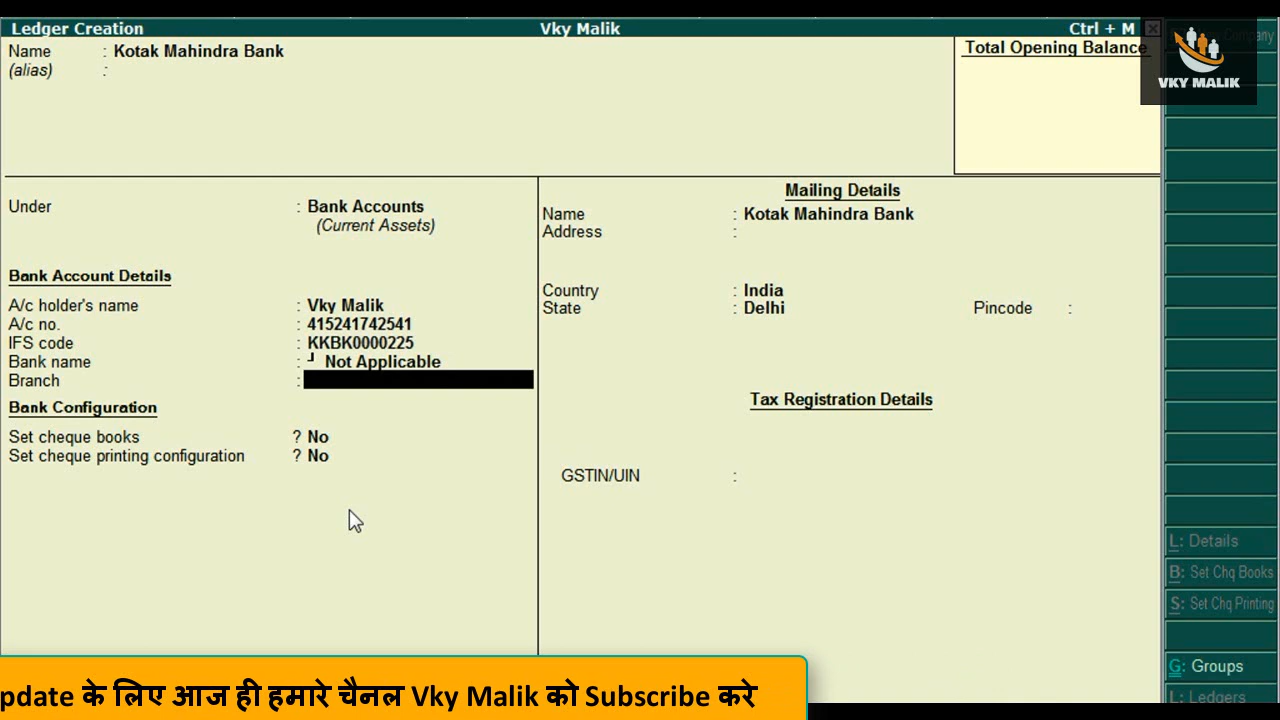 Ledger Creation Vky Malik Ctrl + M
Name : Kotak Mahindra Bank
(alias) :
Total Opening Balance
VKY MALIK
Under : Bank Accounts
(Current Assets)
Bank Account Details
A/c holder's name : Vky Malik
A/c no. : 415241742541
IFS code : KKBK0000225
Bank name : ┘ Not Applicable
Branch :
Bank Configuration
Set cheque books ? No
Set cheque printing configuration ? No
Mailing Details
Name : Kotak Mahindra Bank
Address :
Country : India
State : Delhi Pincode :
Tax Registration Details
GSTIN/UIN :
L: Details
B: Set Chq Books
S: Set Chq Printing
G: Groups
L: Ledgers
pdate के लिए आज ही हमारे चैनल Vky Malik को Subscribe करे